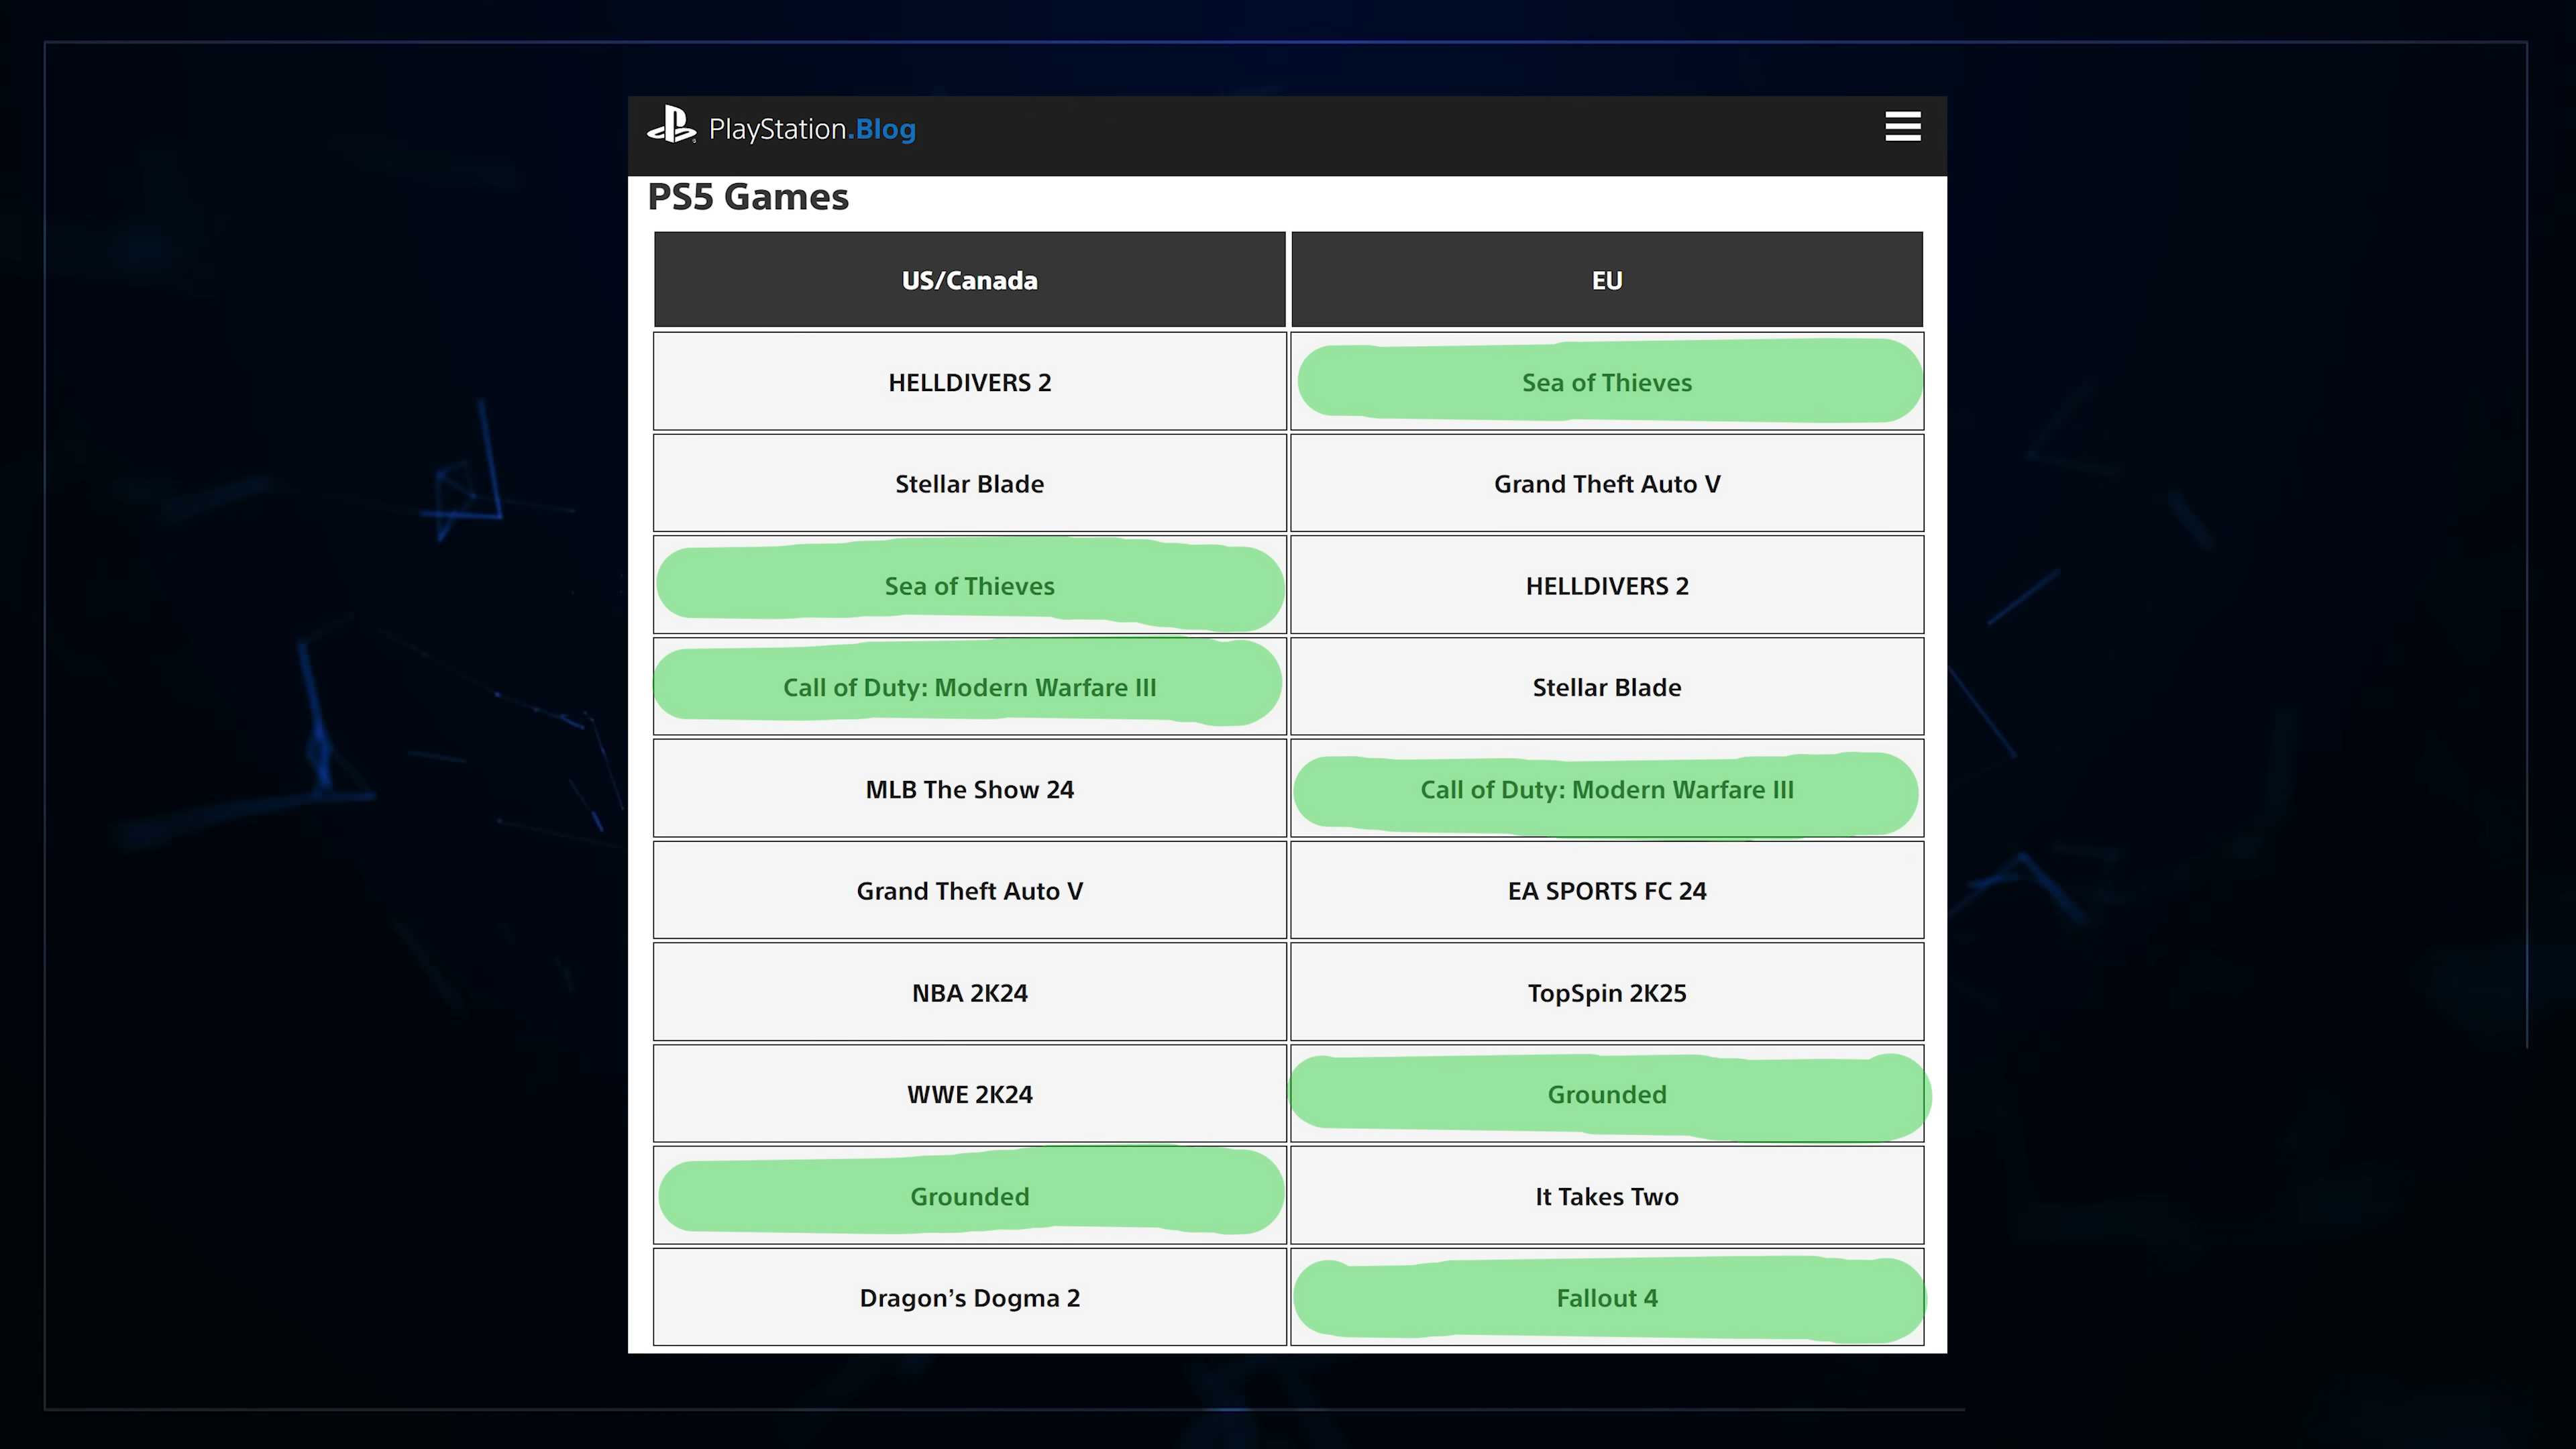 PlayStation.Blog
PS5 Games
US/Canada EU
HELLDIVERS 2 Sea of Thieves
Stellar Blade Grand Theft Auto V
Sea of Thieves HELLDIVERS 2
Call of Duty: Modern Warfare III Stellar Blade
MLB The Show 24 Call of Duty: Modern Warfare III
Grand Theft Auto V EA SPORTS FC 24
NBA 2K24 TopSpin 2K25
WWE 2K24 Grounded
Grounded It Takes Two
Dragon’s Dogma 2 Fallout 4